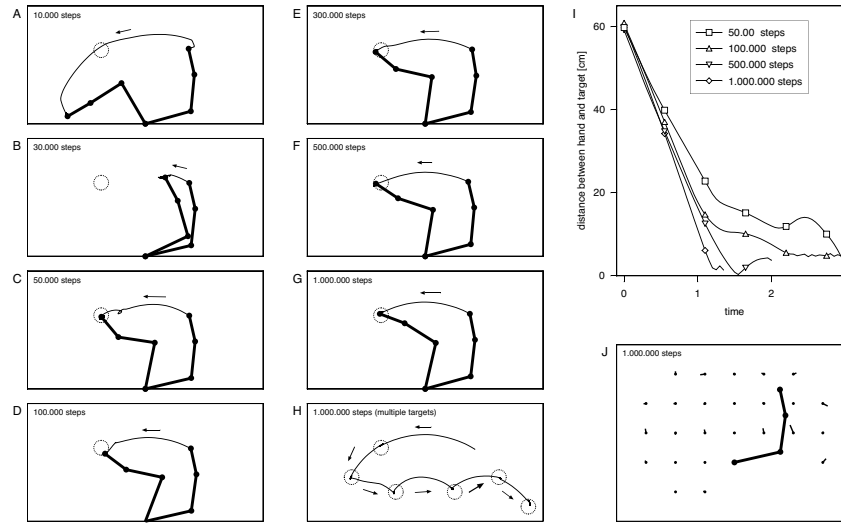 A
10.000 steps
B
30.000 steps
C
50.000 steps
D
100.000 steps
E
300.000 steps
F
500.000 steps
G
1.000.000 steps
H
1.000.000 steps (multiple targets)
I
60
40
20
0
distance between hand and target [cm]
0
1
2
time
50.00 steps
100.000 steps
500.000 steps
1.000.000 steps
J
1.000.000 steps